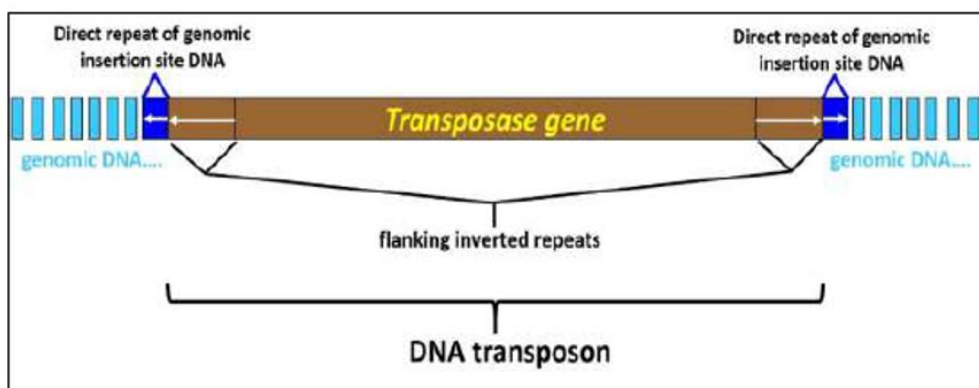 Direct repeat of genomic
insertion site DNA
Direct repeat of genomic
insertion site DNA
Transposase gene
genomic DNA....
genomic DNA....
flanking inverted repeats
DNA transposon